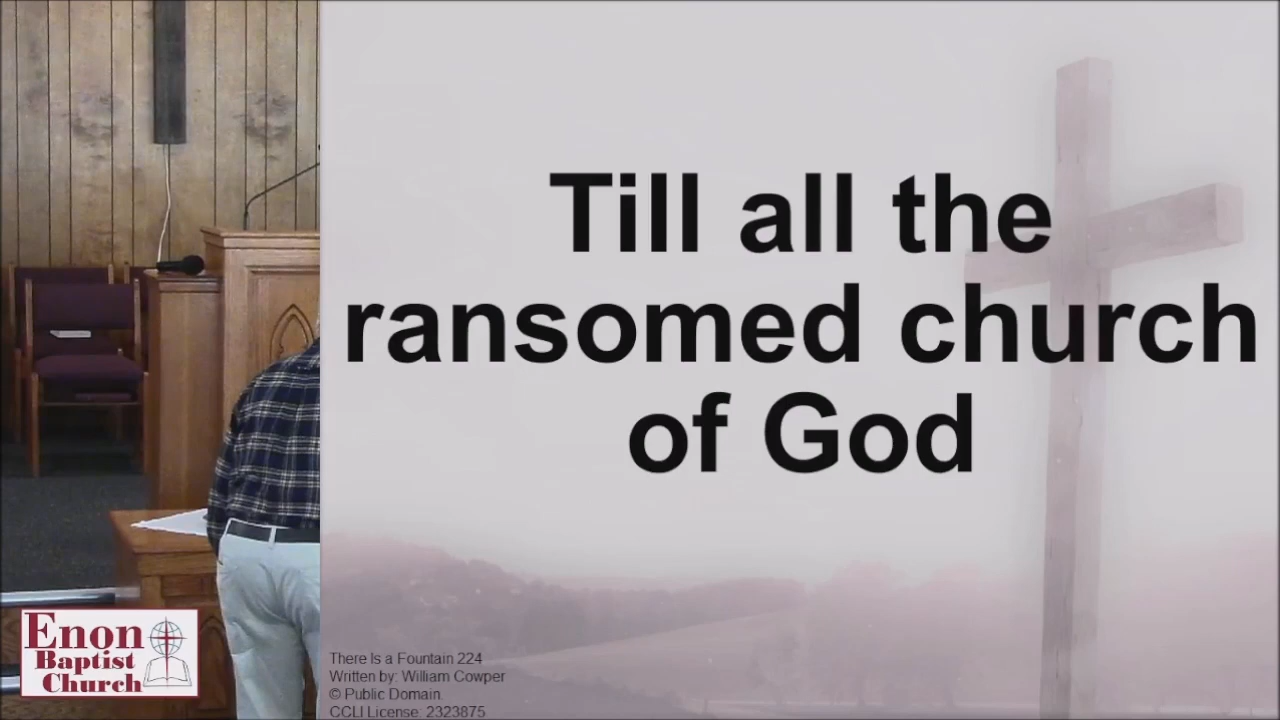 Till all the
ransomed church
of God
There Is a Fountain 224
Written by: William Cowper
© Public Domain.
CCLI License: 2323875
Enon
Baptist
Church